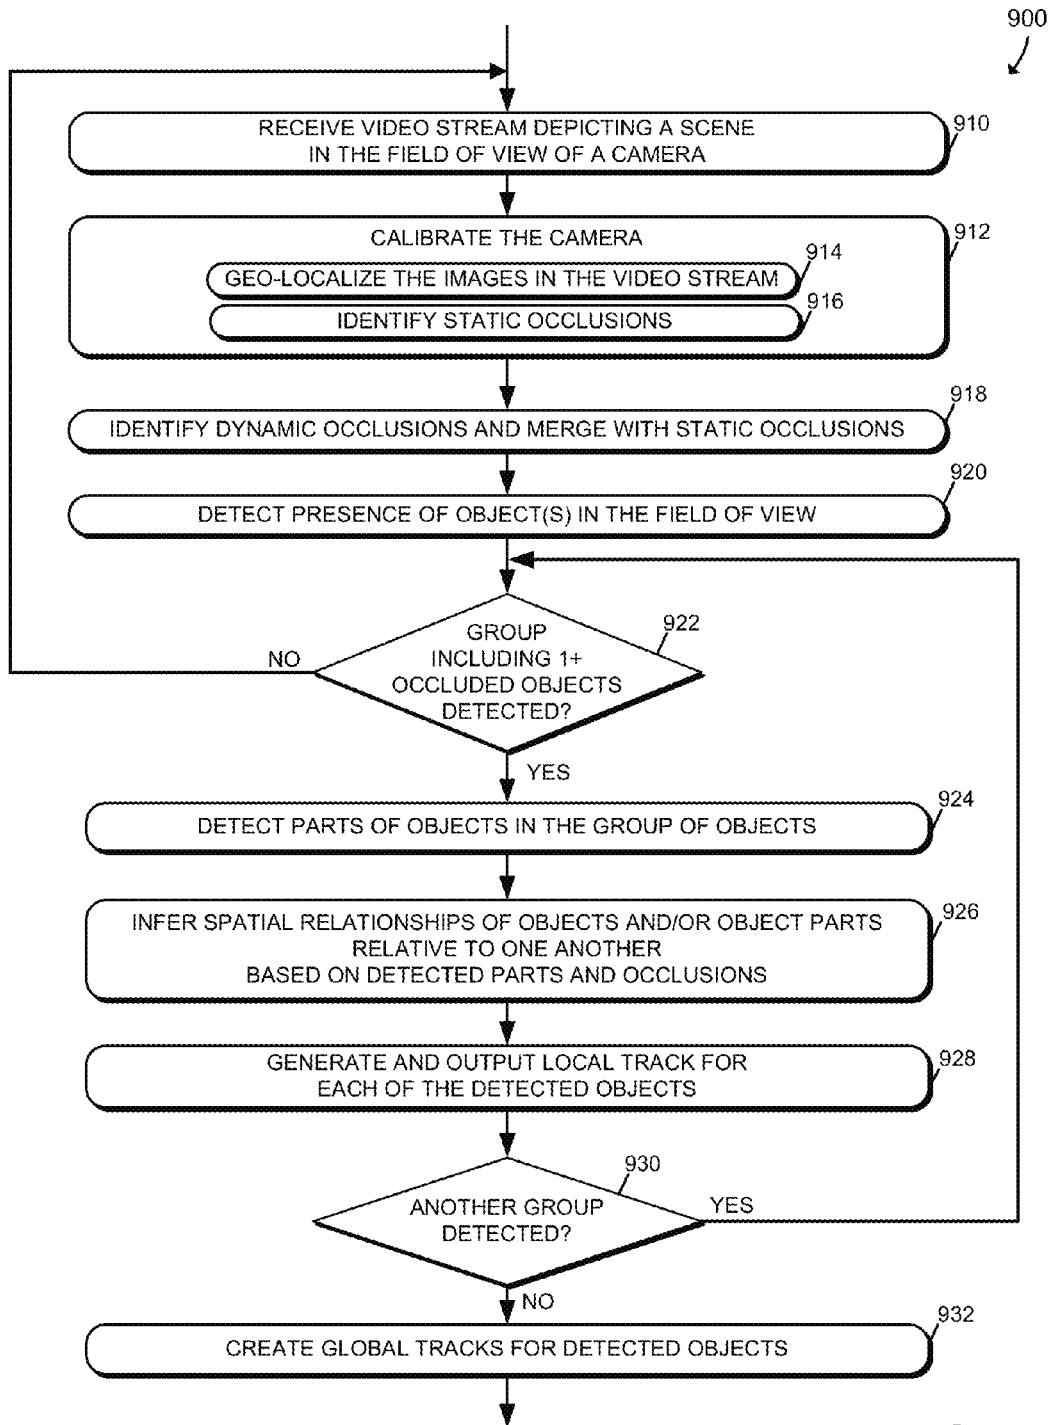 900
RECEIVE VIDEO STREAM DEPICTING A SCENE
IN THE FIELD OF VIEW OF A CAMERA
910
CALIBRATE THE CAMERA
912
GEO-LOCALIZE THE IMAGES IN THE VIDEO STREAM
914
IDENTIFY STATIC OCCLUSIONS
916
IDENTIFY DYNAMIC OCCLUSIONS AND MERGE WITH STATIC OCCLUSIONS
918
DETECT PRESENCE OF OBJECT(S) IN THE FIELD OF VIEW
920
GROUP
INCLUDING 1+
OCCLUDED OBJECTS
DETECTED?
922
NO
YES
DETECT PARTS OF OBJECTS IN THE GROUP OF OBJECTS
924
INFER SPATIAL RELATIONSHIPS OF OBJECTS AND/OR OBJECT PARTS
RELATIVE TO ONE ANOTHER
BASED ON DETECTED PARTS AND OCCLUSIONS
926
GENERATE AND OUTPUT LOCAL TRACK FOR
EACH OF THE DETECTED OBJECTS
928
ANOTHER GROUP
DETECTED?
930
YES
NO
CREATE GLOBAL TRACKS FOR DETECTED OBJECTS
932